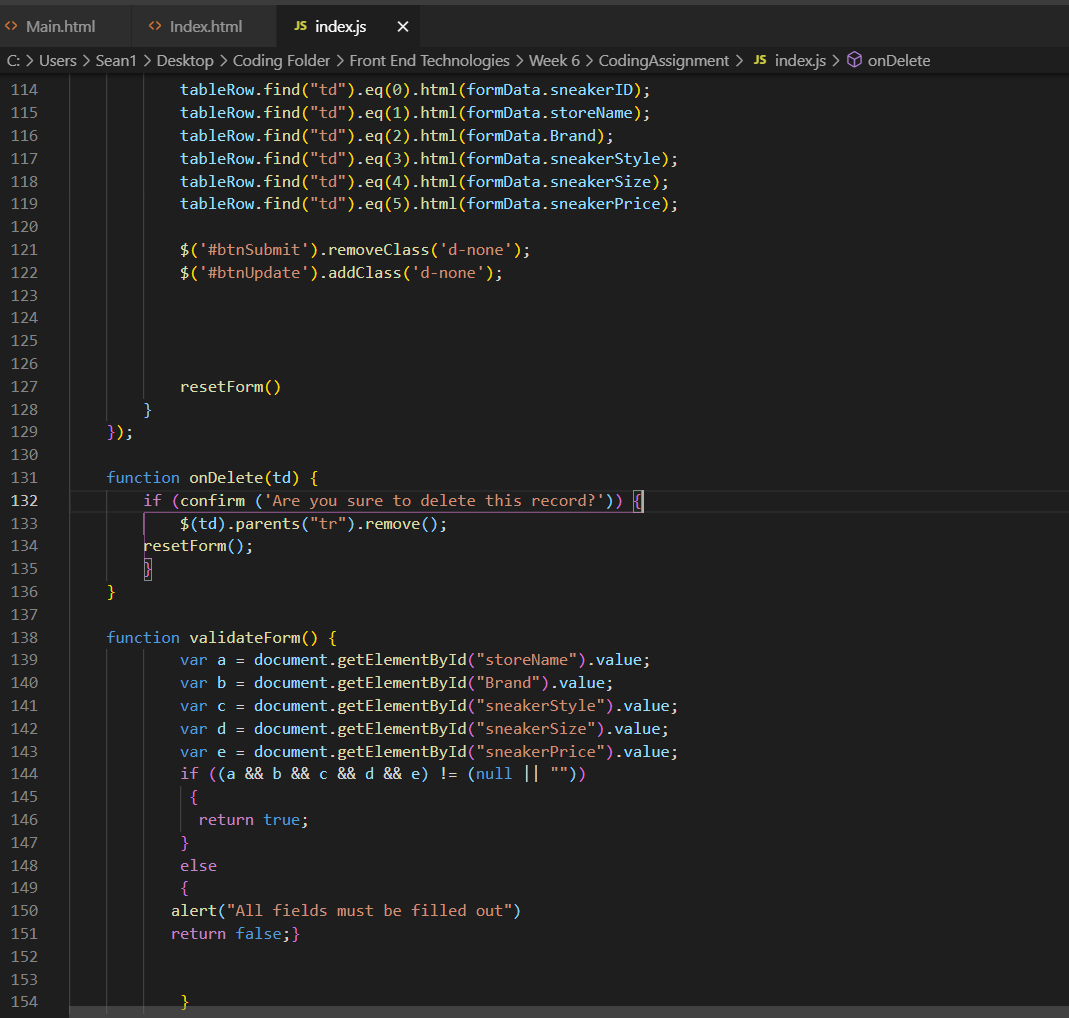 Main.html Index.html JS index.js ×
C: > Users > Sean1 > Desktop > Coding Folder > Front End Technologies > Week 6 > CodingAssignment > JS index.js > onDelete
114 tableRow.find("td").eq(0).html(formData.sneakerID);
115 tableRow.find("td").eq(1).html(formData.storeName);
116 tableRow.find("td").eq(2).html(formData.Brand);
117 tableRow.find("td").eq(3).html(formData.sneakerStyle);
118 tableRow.find("td").eq(4).html(formData.sneakerSize);
119 tableRow.find("td").eq(5).html(formData.sneakerPrice);
120
121 $('#btnSubmit').removeClass('d-none');
122 $('#btnUpdate').addClass('d-none');
123
124
125
126
127 resetForm()
128 }
129 });
130
131 function onDelete(td) {
132 if (confirm ('Are you sure to delete this record?')) {
133 $(td).parents("tr").remove();
134 resetForm();
135 }
136 }
137
138 function validateForm() {
139 var a = document.getElementById("storeName").value;
140 var b = document.getElementById("Brand").value;
141 var c = document.getElementById("sneakerStyle").value;
142 var d = document.getElementById("sneakerSize").value;
143 var e = document.getElementById("sneakerPrice").value;
144 if ((a && b && c && d && e) != (null || ""))
145 {
146 return true;
147 }
148 else
149 {
150 alert("All fields must be filled out")
151 return false;}
152
153
154 }